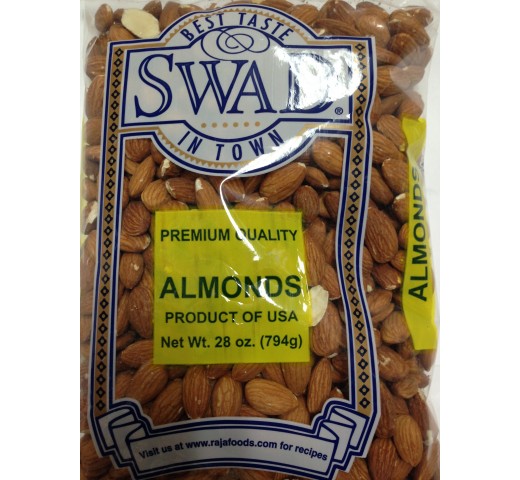 BEST TASTE
SWAD®
IN TOWN
PREMIUM QUALITY
ALMONDS
PRODUCT OF USA
Net Wt. 28 oz. (794g)
ALMONDS
Visit us at www.rajafoods.com for recipes